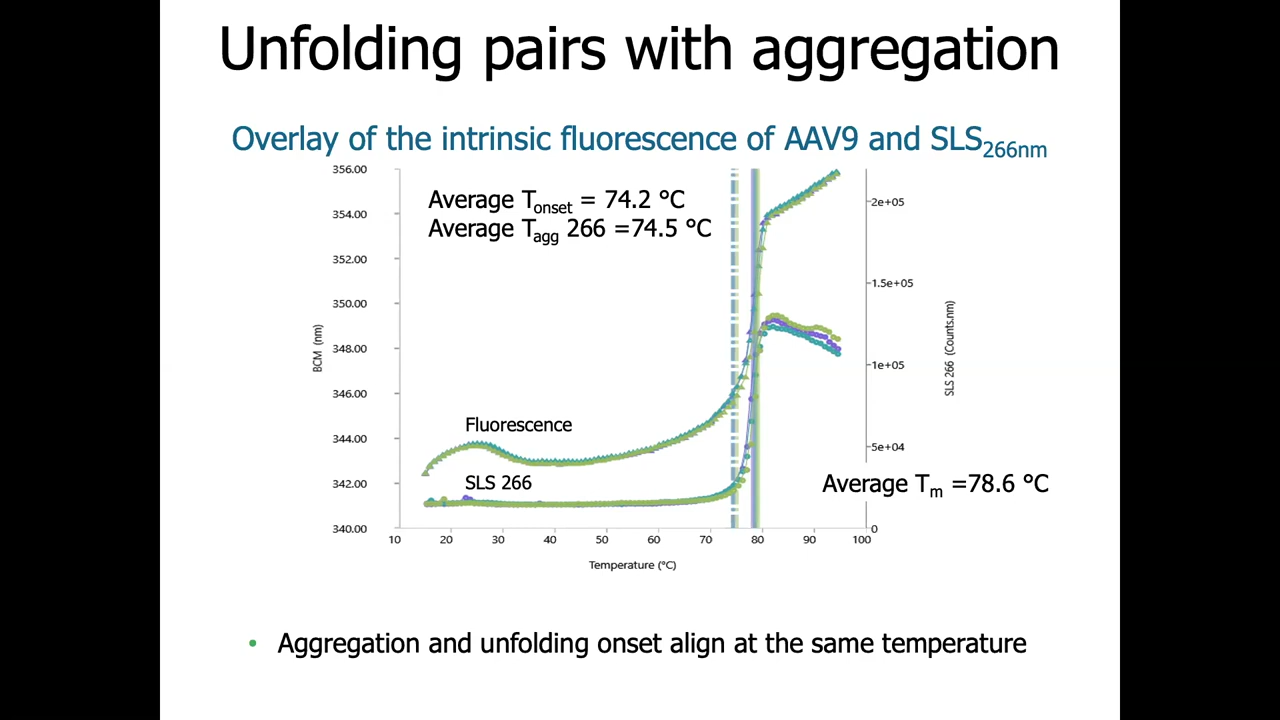 Unfolding pairs with aggregation
Overlay of the intrinsic fluorescence of AAV9 and SLS266nm
Average Tonset = 74.2 °C
Average Tagg 266 =74.5 °C
356.00
354.00
352.00
350.00
348.00
346.00
344.00
342.00
340.00
BCM (nm)
2e+05
1.5e+05
1e+05
5e+04
0
SLS 266 (Counts.nm)
Fluorescence
SLS 266
Average Tm =78.6 °C
10 20 30 40 50 60 70 80 90 100
Temperature (°C)
• Aggregation and unfolding onset align at the same temperature